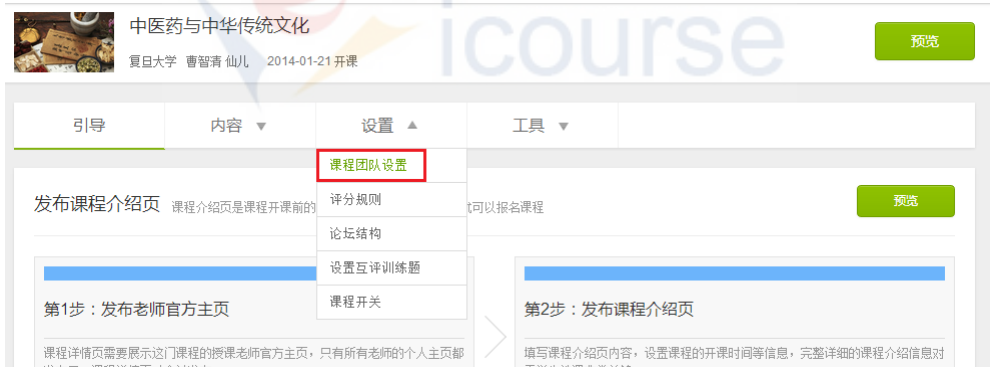 icourse
中医药与中华传统文化
复旦大学 曹智清 仙儿 2014-01-21 开课
预览
引导 内容 ▼ 设置 ▲ 工具 ▼
课程团队设置
评分规则
论坛结构
设置互评训练题
课程开关
发布课程介绍页 课程介绍页是课程开课前的 可以报名课程
预览
第1步：发布老师官方主页
课程详情页需要展示这门课程的授课老师官方主页，只有所有老师的个人主页都
第2步：发布课程介绍页
填写课程介绍页内容，设置课程的开课时间等信息，完整详细的课程介绍信息对